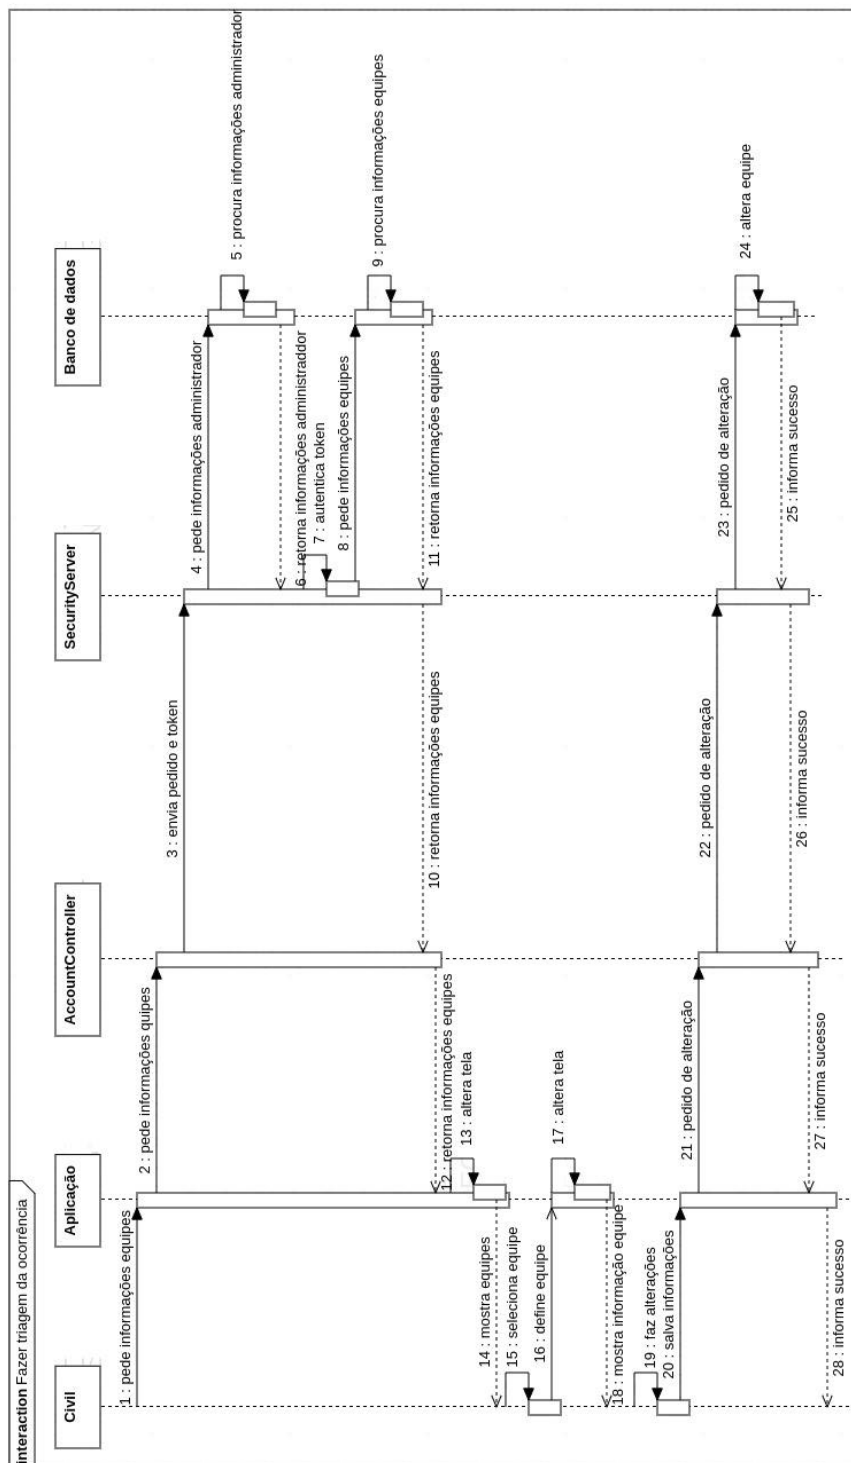 interaction Fazer triagem da ocorrência
Civil
Aplicação
AccountController
SecurityServer
Banco de dados
1 : pede informações equipes
2 : pede informações quipes
3 : envia pedido e token
4 : pede informações administrador
5 : procura informações administrador
6 : retorna informações administraddor
7 : autentica token
8 : pede informações equipes
9 : procura informações equipes
11 : retorna informações equipes
10 : retorna informações equipes
12 : retorna informações equipes
13 : altera tela
14 : mostra equipes
15 : seleciona equipe
16 : define equipe
17 : altera tela
18 : mostra informação equipe
19 : faz alterações
20 : salva informações
21 : pedido de alteração
22 : pedido de alteração
23 : pedido de alteração
24 : altera equipe
25 : informa sucesso
26 : informa sucesso
27 : informa sucesso
28 : informa sucesso